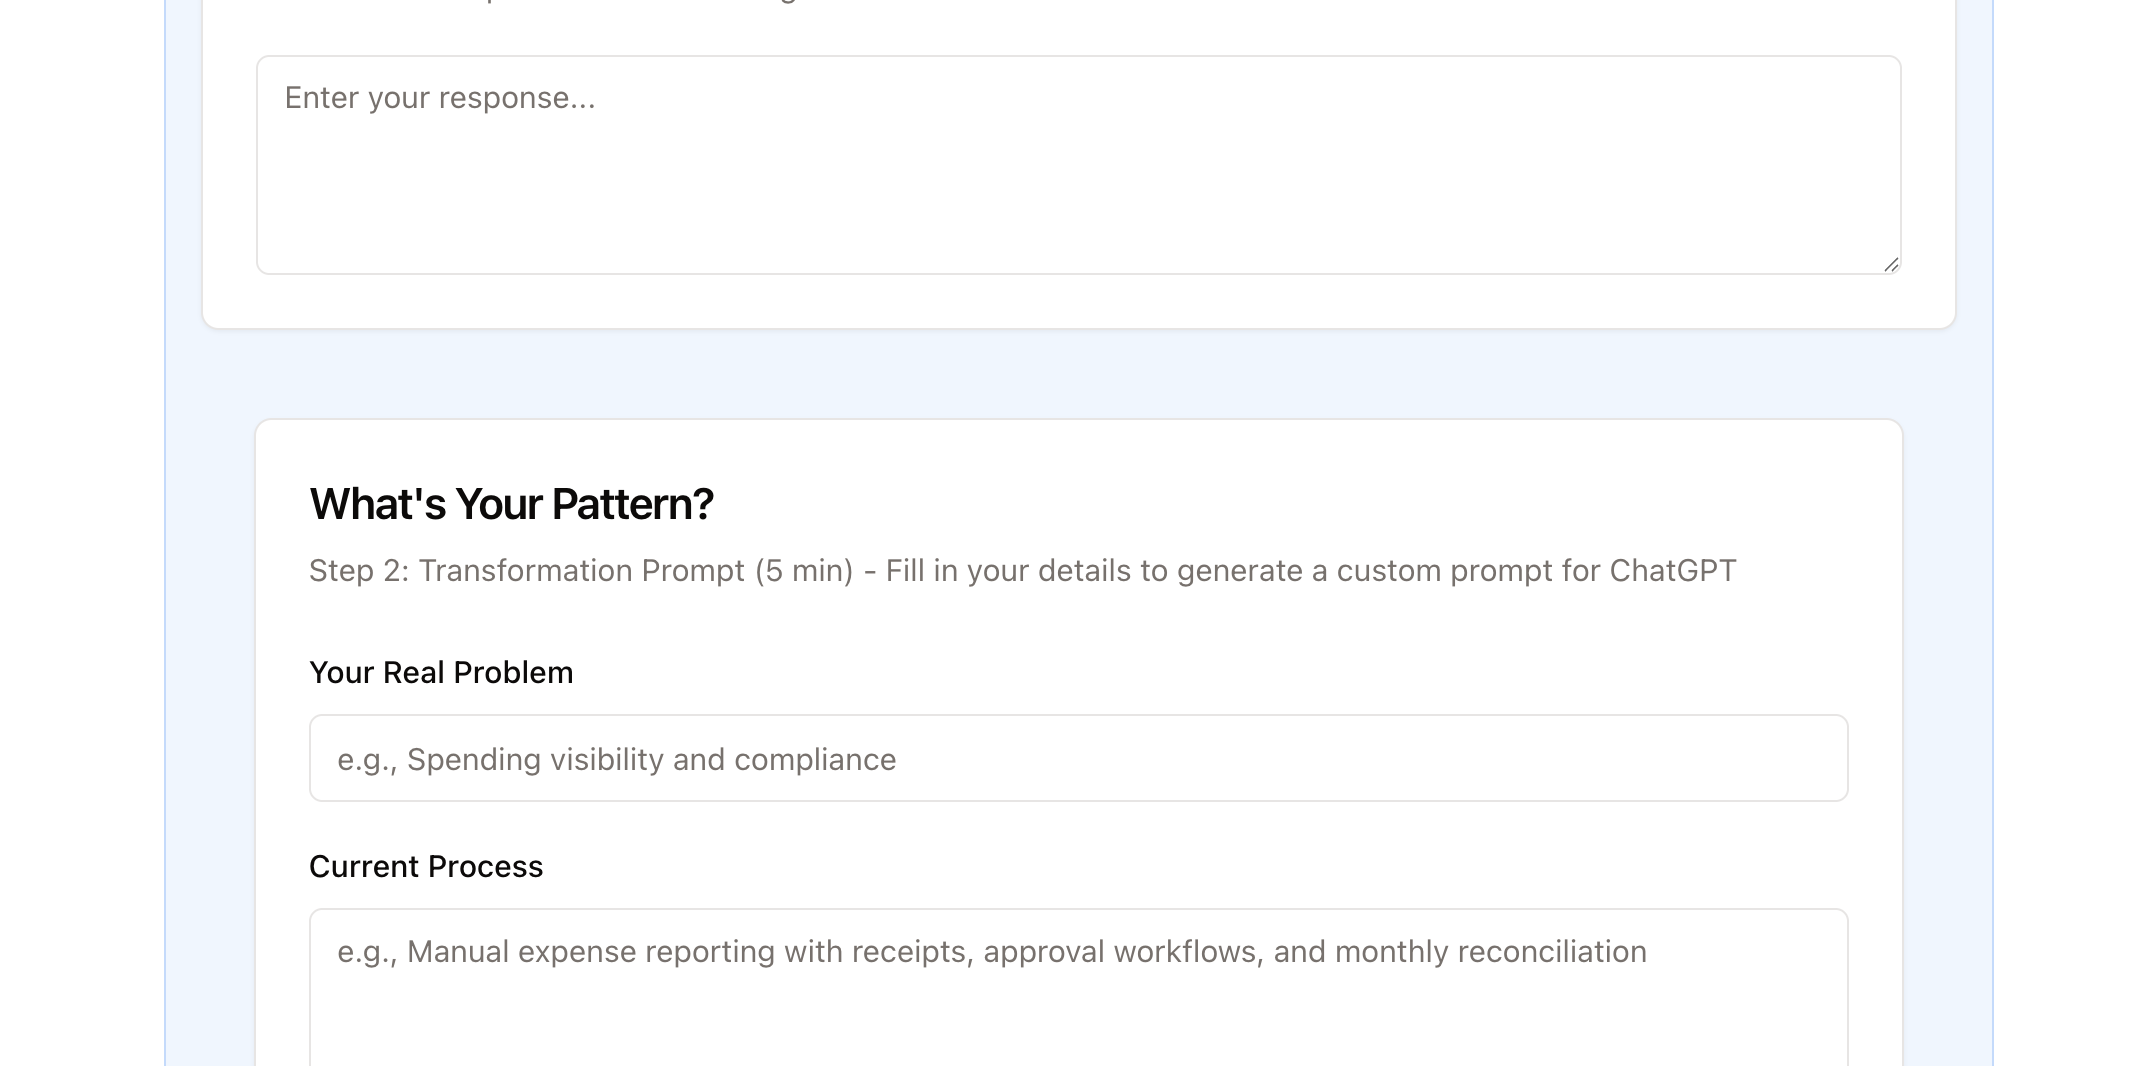 Enter your response...
What's Your Pattern?
Step 2: Transformation Prompt (5 min) - Fill in your details to generate a custom prompt for ChatGPT
Your Real Problem
e.g., Spending visibility and compliance
Current Process
e.g., Manual expense reporting with receipts, approval workflows, and monthly reconciliation